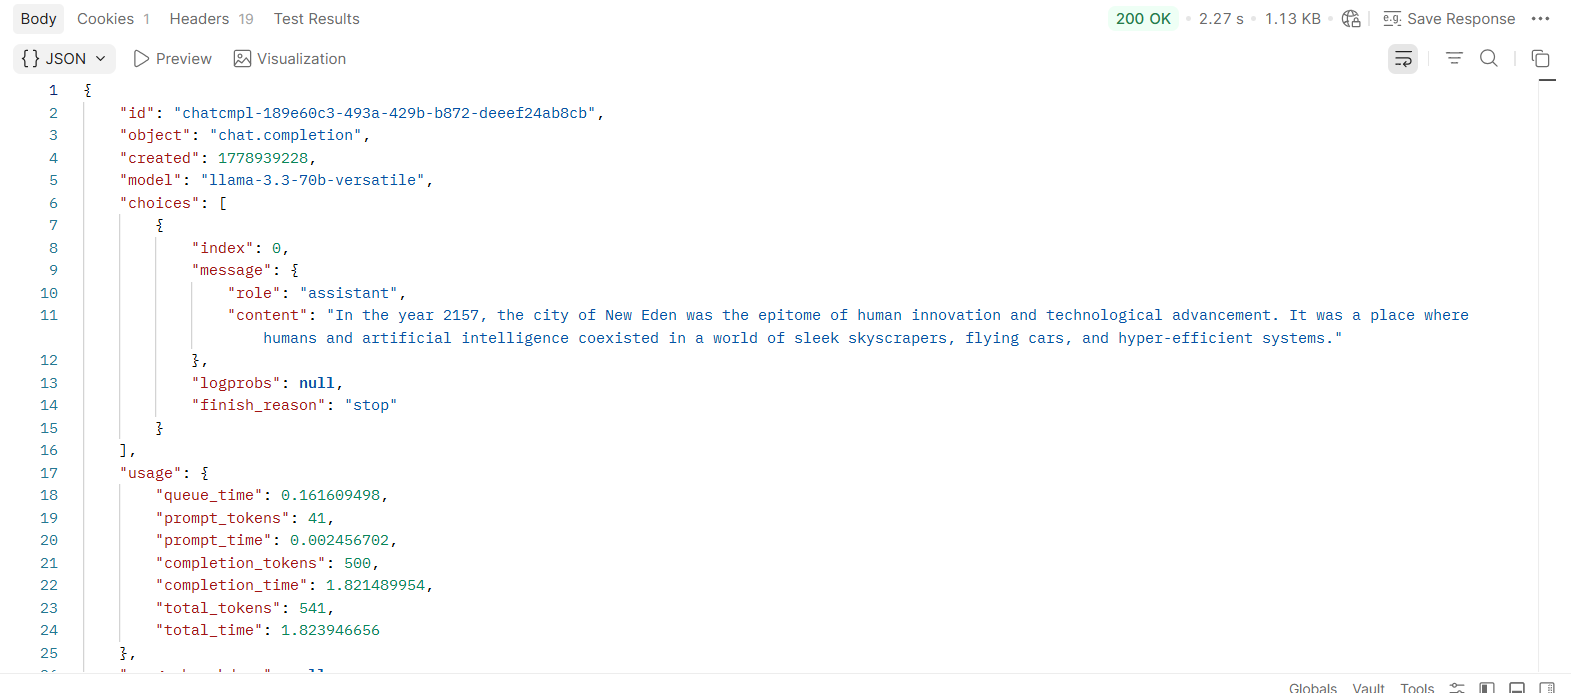 Body Cookies 1 Headers 19 Test Results 200 OK • 2.27 s • 1.13 KB • e.g. Save Response
{} JSON Preview Visualization
1 {
2 "id": "chatcmpl-189e60c3-493a-429b-b872-deeef24ab8cb",
3 "object": "chat.completion",
4 "created": 1778939228,
5 "model": "llama-3.3-70b-versatile",
6 "choices": [
7 {
8 "index": 0,
9 "message": {
10 "role": "assistant",
11 "content": "In the year 2157, the city of New Eden was the epitome of human innovation and technological advancement. It was a place where
humans and artificial intelligence coexisted in a world of sleek skyscrapers, flying cars, and hyper-efficient systems."
12 },
13 "logprobs": null,
14 "finish_reason": "stop"
15 }
16 ],
17 "usage": {
18 "queue_time": 0.161609498,
19 "prompt_tokens": 41,
20 "prompt_time": 0.002456702,
21 "completion_tokens": 500,
22 "completion_time": 1.821489954,
23 "total_tokens": 541,
24 "total_time": 1.823946656
25 },
Globals Vault Tools